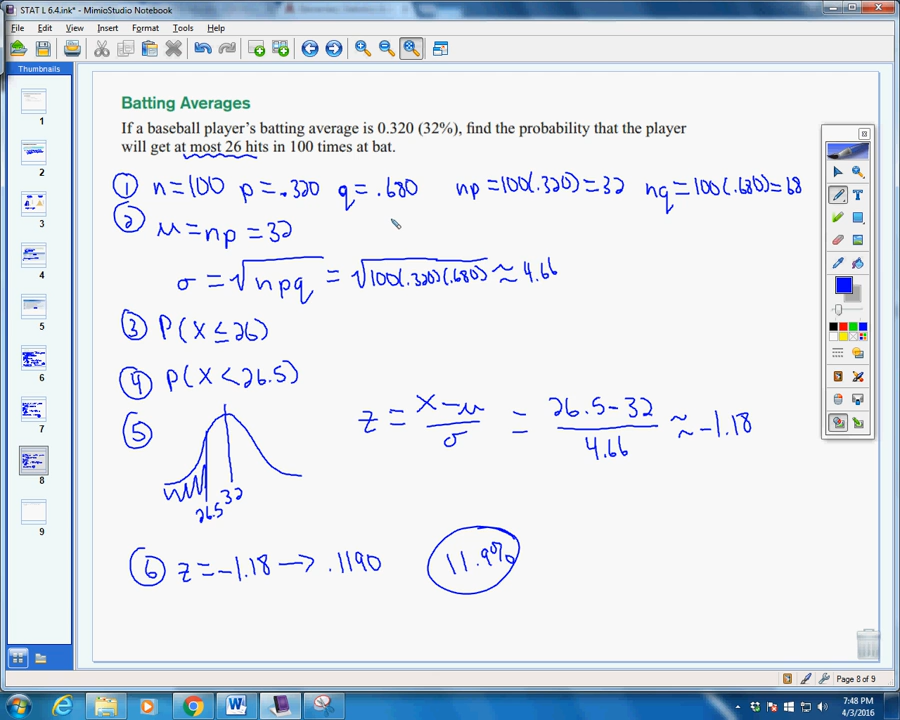 STAT L 6.4.ink* - MimioStudio Notebook
File Edit View Insert Format Tools Help
Thumbnails
1
2
3
4
5
6
7
8
9
Batting Averages
If a baseball player's batting average is 0.320 (32%), find the probability that the player
will get at most 26 hits in 100 times at bat.
① n=100 p=.320 q=.680 np=100(.320)=32 nq=100(.680)=68
② μ=np=32
σ=√npq=√100(.320)(.680)≈4.66
③ P(X≤26)
④ P(X<26.5)
⑤ z=X-μ/σ=26.5-32/4.66≈-1.18
26.5 32
⑥ z=-1.18→.1190 11.9%
Page 8 of 9
7:48 PM
4/3/2016